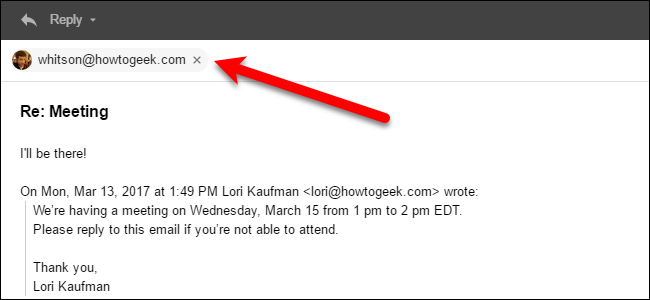 Reply
whitson@howtogeek.com ×
Re: Meeting
I'll be there!
On Mon, Mar 13, 2017 at 1:49 PM Lori Kaufman <lori@howtogeek.com> wrote:
We're having a meeting on Wednesday, March 15 from 1 pm to 2 pm EDT.
Please reply to this email if you're not able to attend.
Thank you,
Lori Kaufman